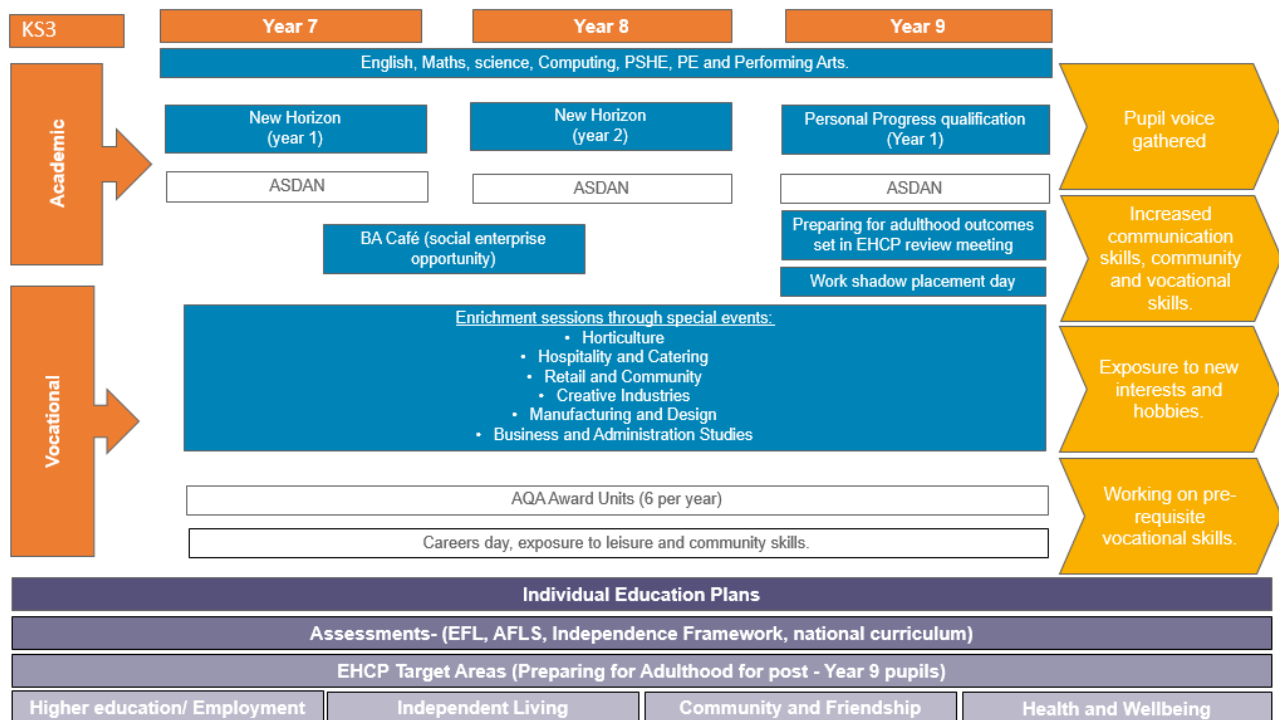 KS3
Year 7
Year 8
Year 9
English, Maths, science, Computing, PSHE, PE and Performing Arts.
Academic
New Horizon
(year 1)
New Horizon
(year 2)
Personal Progress qualification
(Year 1)
Pupil voice
gathered
ASDAN
ASDAN
ASDAN
BA Café (social enterprise
opportunity)
Preparing for adulthood outcomes
set in EHCP review meeting
Work shadow placement day
Increased
communication
skills, community
and vocational
skills.
Vocational
Enrichment sessions through special events:
• Horticulture
• Hospitality and Catering
• Retail and Community
• Creative Industries
• Manufacturing and Design
• Business and Administration Studies
Exposure to new
interests and
hobbies.
AQA Award Units (6 per year)
Careers day, exposure to leisure and community skills.
Working on pre-
requisite
vocational skills.
Individual Education Plans
Assessments- (EFL, AFLS, Independence Framework, national curriculum)
EHCP Target Areas (Preparing for Adulthood for post - Year 9 pupils)
Higher education/ Employment
Independent Living
Community and Friendship
Health and Wellbeing